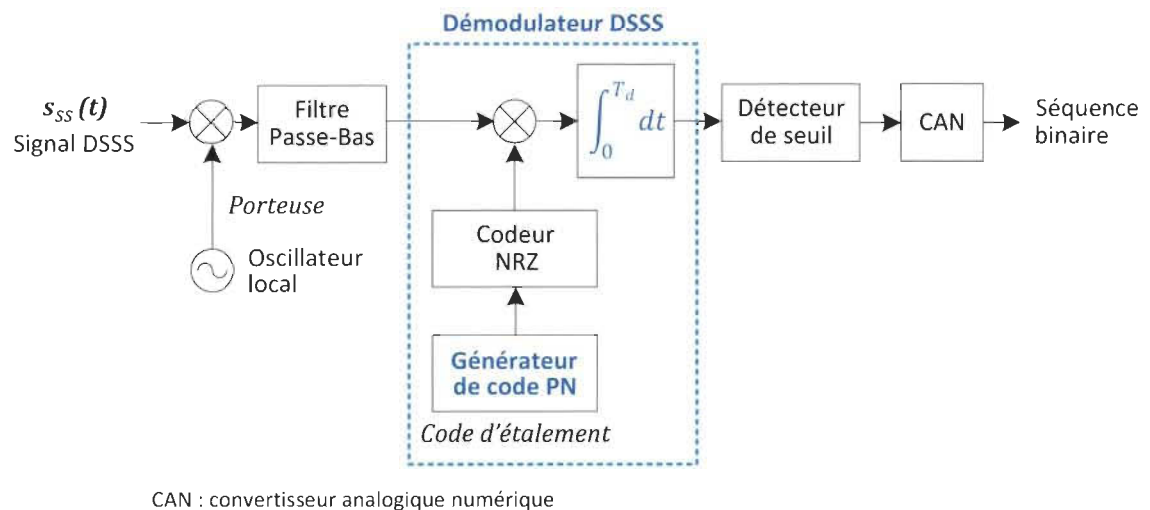 Démodulateur DSSS
s_SS (t)
Signal DSSS
Filtre
Passe-Bas
∫_0^{T_d} dt
Détecteur
de seuil
CAN
Séquence
binaire
Porteuse
Oscillateur
local
Codeur
NRZ
Générateur
de code PN
Code d'étalement
CAN : convertisseur analogique numérique